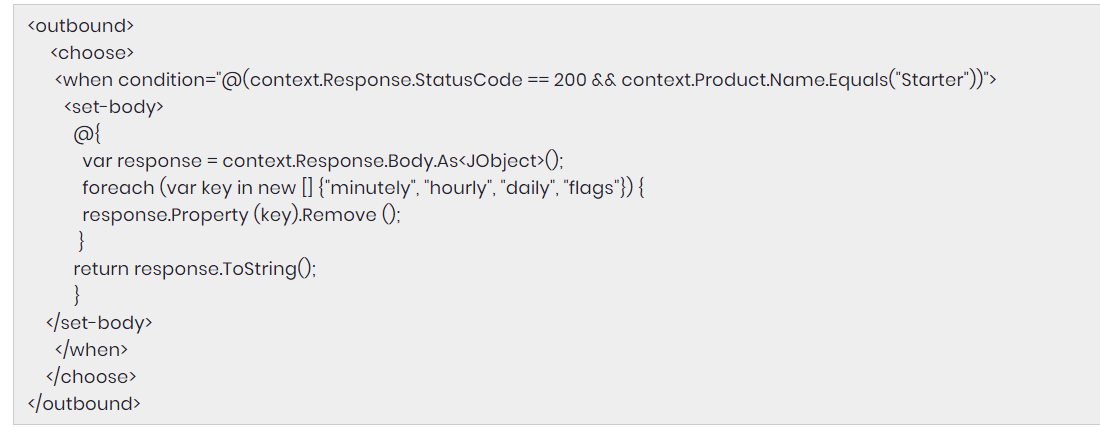 <outbound>
<choose>
<when condition="@(context.Response.StatusCode == 200 && context.Product.Name.Equals("Starter"))">
<set-body>
@{
var response = context.Response.Body.As<JObject>();
foreach (var key in new [] {"minutely", "hourly", "daily", "flags"}) {
response.Property (key).Remove ();
}
return response.ToString();
}
</set-body>
</when>
</choose>
</outbound>